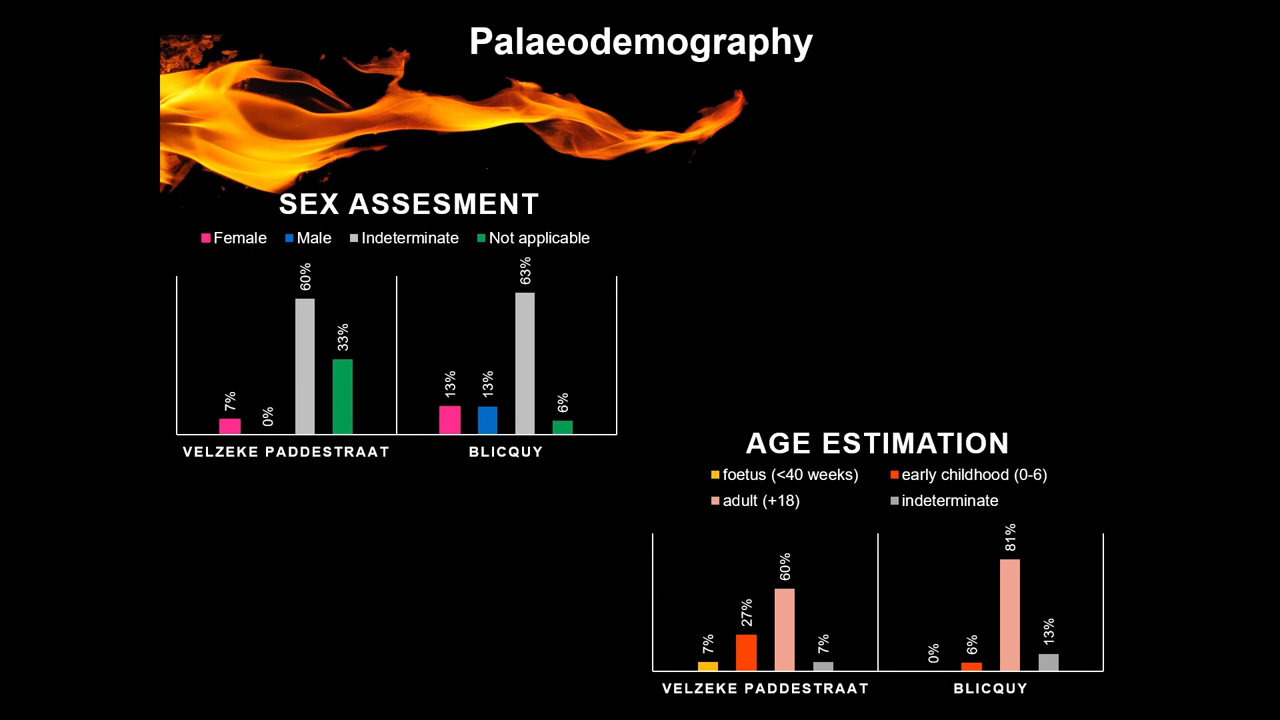 Palaeodemography
SEX ASSESMENT
Female Male Indeterminate Not applicable
7% 0% 60% 33% 13% 13% 63% 6%
VELZEKE PADDESTRAAT BLICQUY
AGE ESTIMATION
foetus (<40 weeks) early childhood (0-6)
adult (+18) indeterminate
7% 27% 60% 7% 0% 6% 81% 13%
VELZEKE PADDESTRAAT BLICQUY